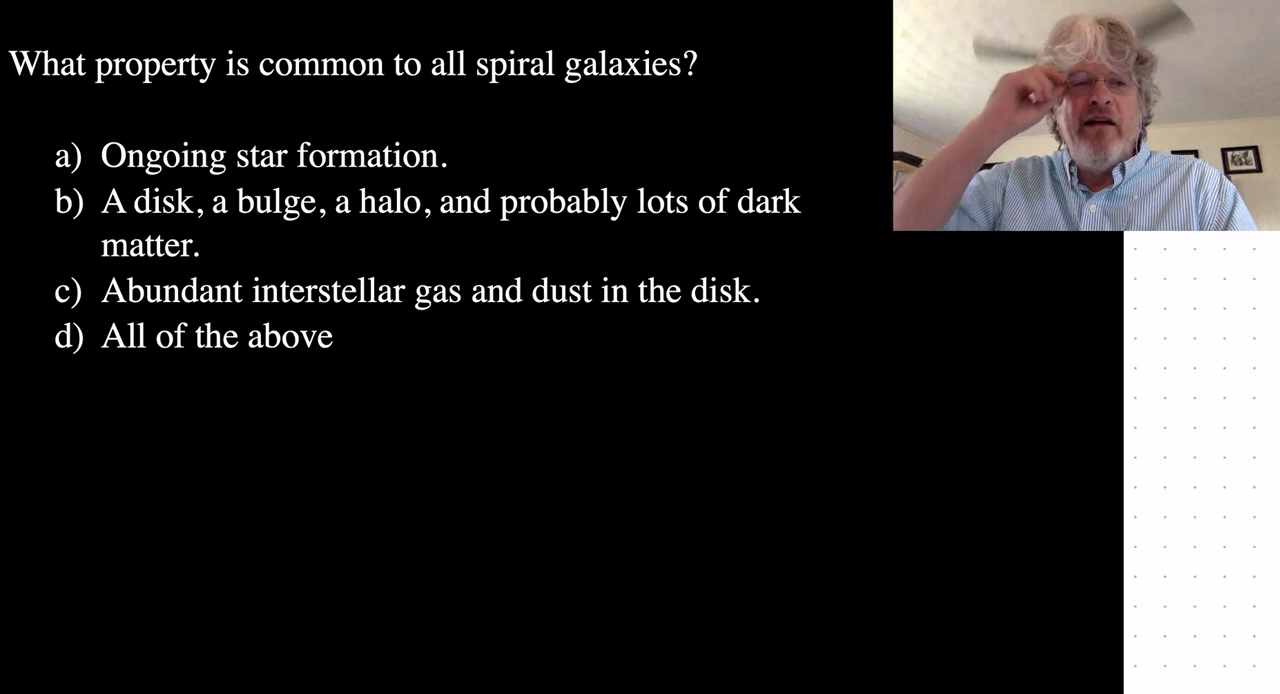 What property is common to all spiral galaxies?
a) Ongoing star formation.
b) A disk, a bulge, a halo, and probably lots of dark
matter.
c) Abundant interstellar gas and dust in the disk.
d) All of the above